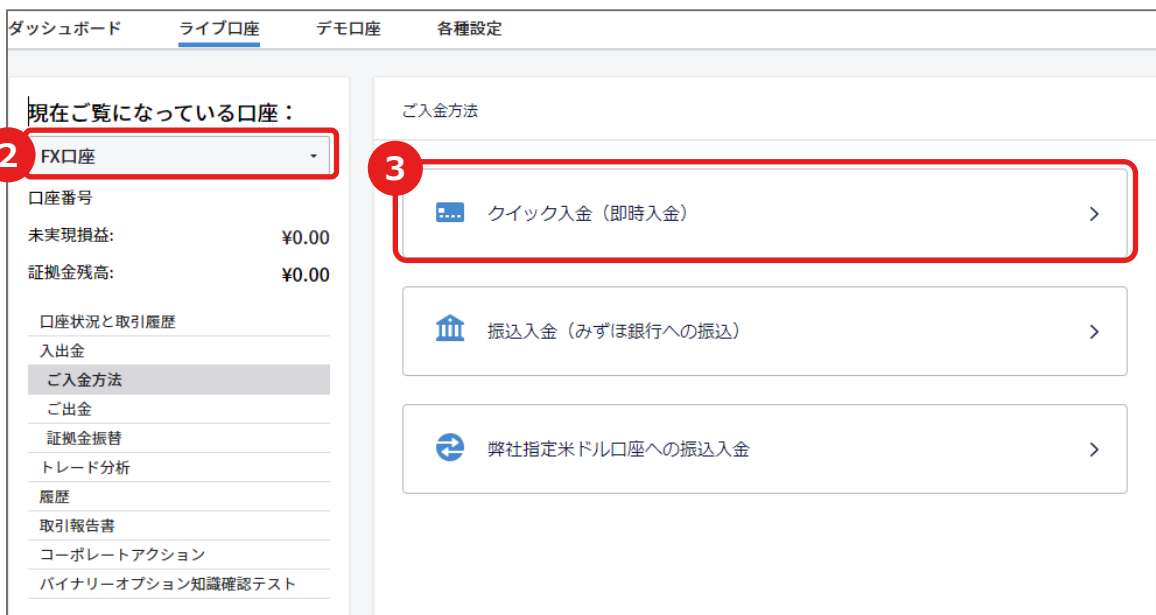 ダッシュボード ライブ口座 デモ口座 各種設定
現在ご覧になっている口座：
2
FX口座
口座番号
未実現損益: ¥0.00
証拠金残高: ¥0.00
口座状況と取引履歴
入出金
ご入金方法
ご出金
証拠金振替
トレード分析
履歴
取引報告書
コーポレートアクション
バイナリーオプション知識確認テスト
ご入金方法
3
クイック入金（即時入金）
振込入金（みずほ銀行への振込）
弊社指定米ドル口座への振込入金